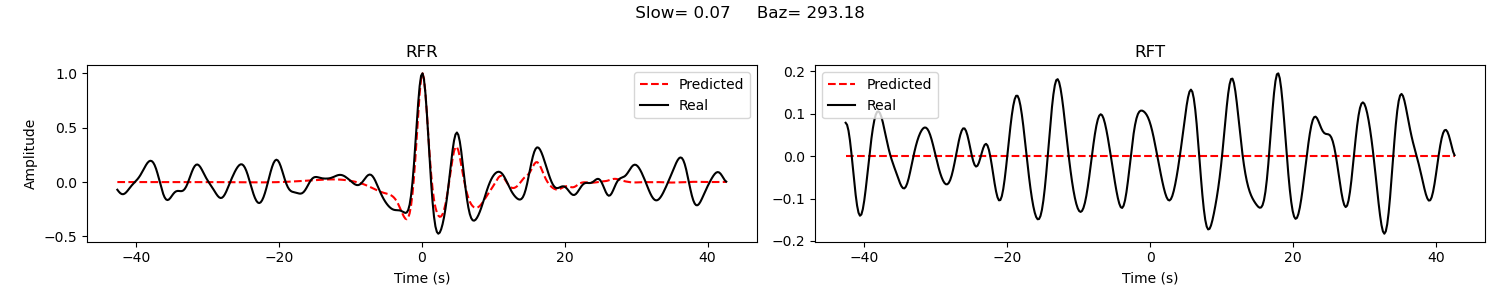 Slow= 0.07 Baz= 293.18
RFR
RFT
Amplitude
1.0
0.5
0.0
−0.5
−40
−20
0
20
40
Time (s)
Predicted
Real
0.2
0.1
0.0
−0.1
−0.2
−40
−20
0
20
40
Time (s)
Predicted
Real